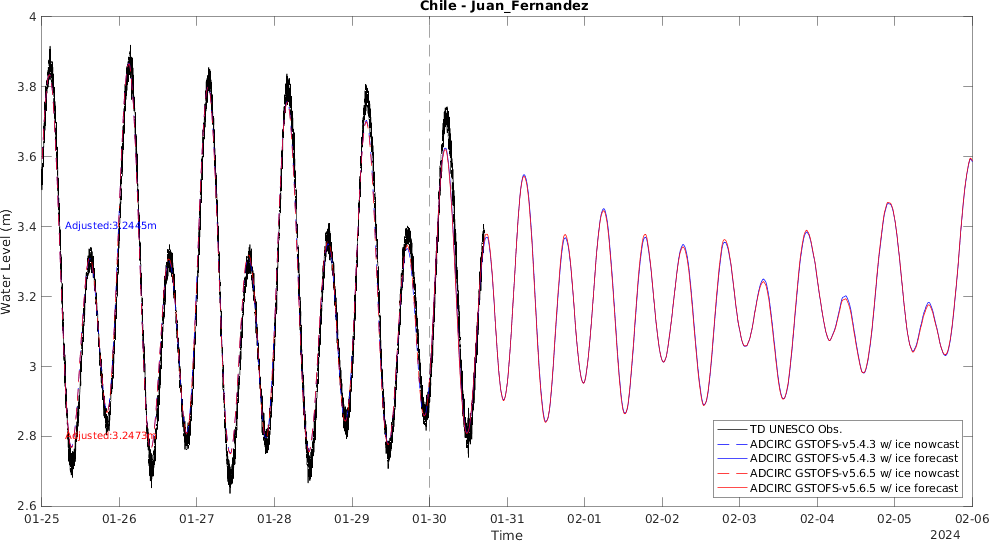 Chile - Juan_Fernandez
Water Level (m)
4
3.8
3.6
3.4
3.2
3
2.8
2.6
Adjusted:3.2445m
Adjusted:3.2473m
TD UNESCO Obs.
ADCIRC GSTOFS-v5.4.3 w/ ice nowcast
ADCIRC GSTOFS-v5.4.3 w/ ice forecast
ADCIRC GSTOFS-v5.6.5 w/ ice nowcast
ADCIRC GSTOFS-v5.6.5 w/ ice forecast
01-25 01-26 01-27 01-28 01-29 01-30 01-31 02-01 02-02 02-03 02-04 02-05 02-06
Time
2024